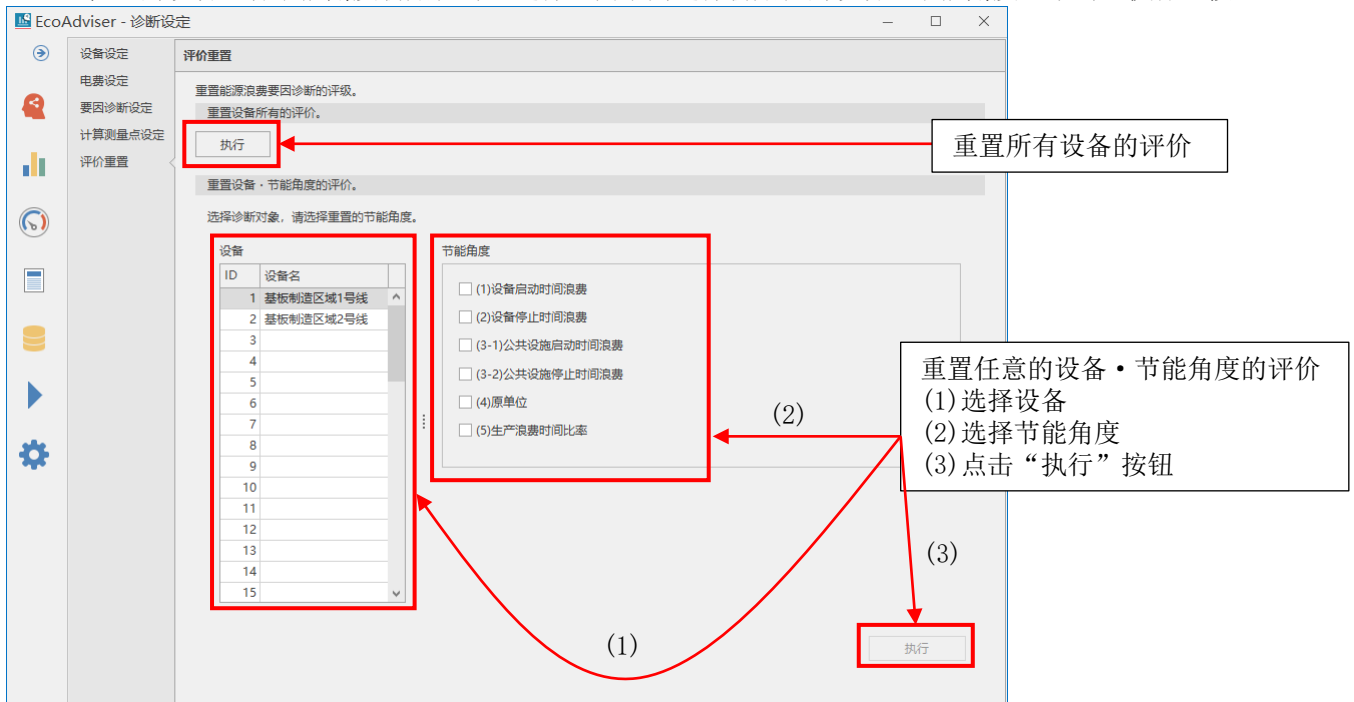 EcoAdviser - 诊断设定
设备设定
电费设定
要因诊断设定
计算测量点设定
评价重置
评价重置
重置能源浪费要因诊断的评级。
重置设备所有的评价。
执行
重置所有设备的评价
重置设备・节能角度的评价。
选择诊断对象，请选择重置的节能角度。
设备
ID 设备名
1 基板制造区域1号线
2 基板制造区域2号线
3
4
5
6
7
8
9
10
11
12
13
14
15
节能角度
(1)设备启动时间浪费
(2)设备停止时间浪费
(3-1)公共设施启动时间浪费
(3-2)公共设施停止时间浪费
(4)原单位
(5)生产浪费时间比率
重置任意的设备・节能角度的评价
(1)选择设备
(2)选择节能角度
(3)点击“执行”按钮
(2)
(3)
(1)
执行